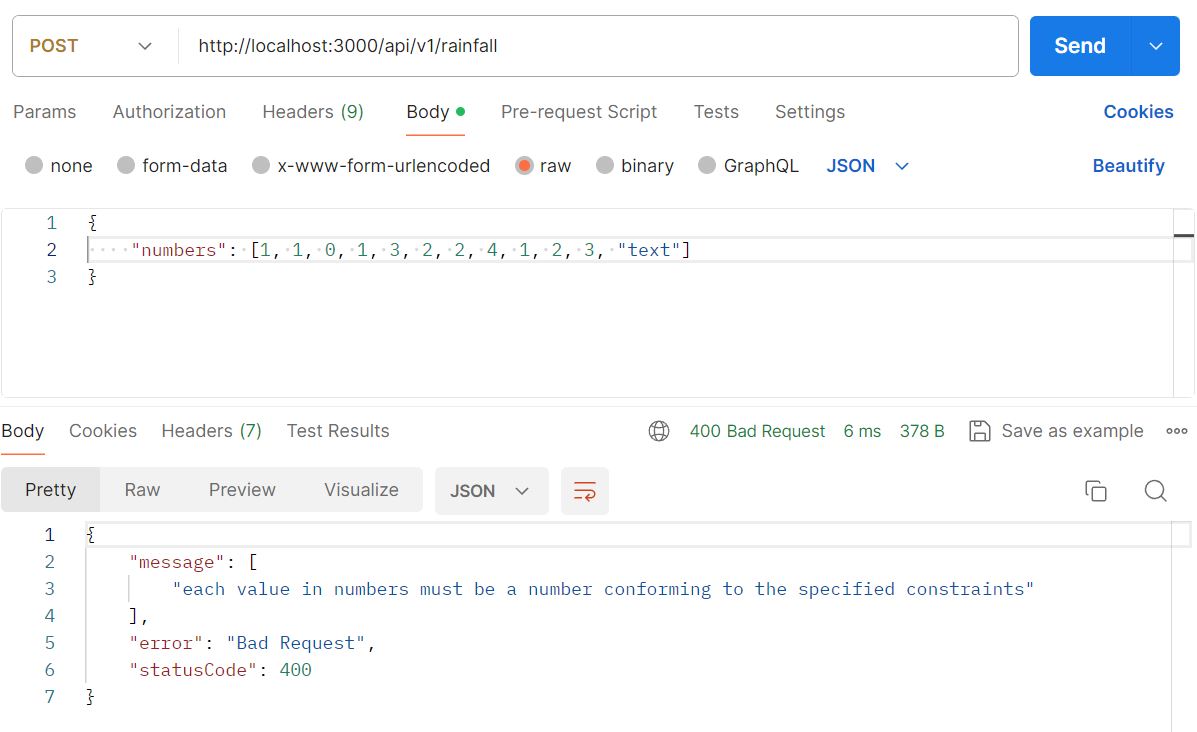 POST http://localhost:3000/api/v1/rainfall Send
Params Authorization Headers (9) Body Pre-request Script Tests Settings Cookies
none form-data x-www-form-urlencoded raw binary GraphQL JSON Beautify
1 {
2 "numbers": [1, 1, 0, 1, 3, 2, 2, 4, 1, 2, 3, "text"]
3 }
Body Cookies Headers (7) Test Results 400 Bad Request 6 ms 378 B Save as example
Pretty Raw Preview Visualize JSON
1 {
2 "message": [
3 "each value in numbers must be a number conforming to the specified constraints"
4 ],
5 "error": "Bad Request",
6 "statusCode": 400
7 }